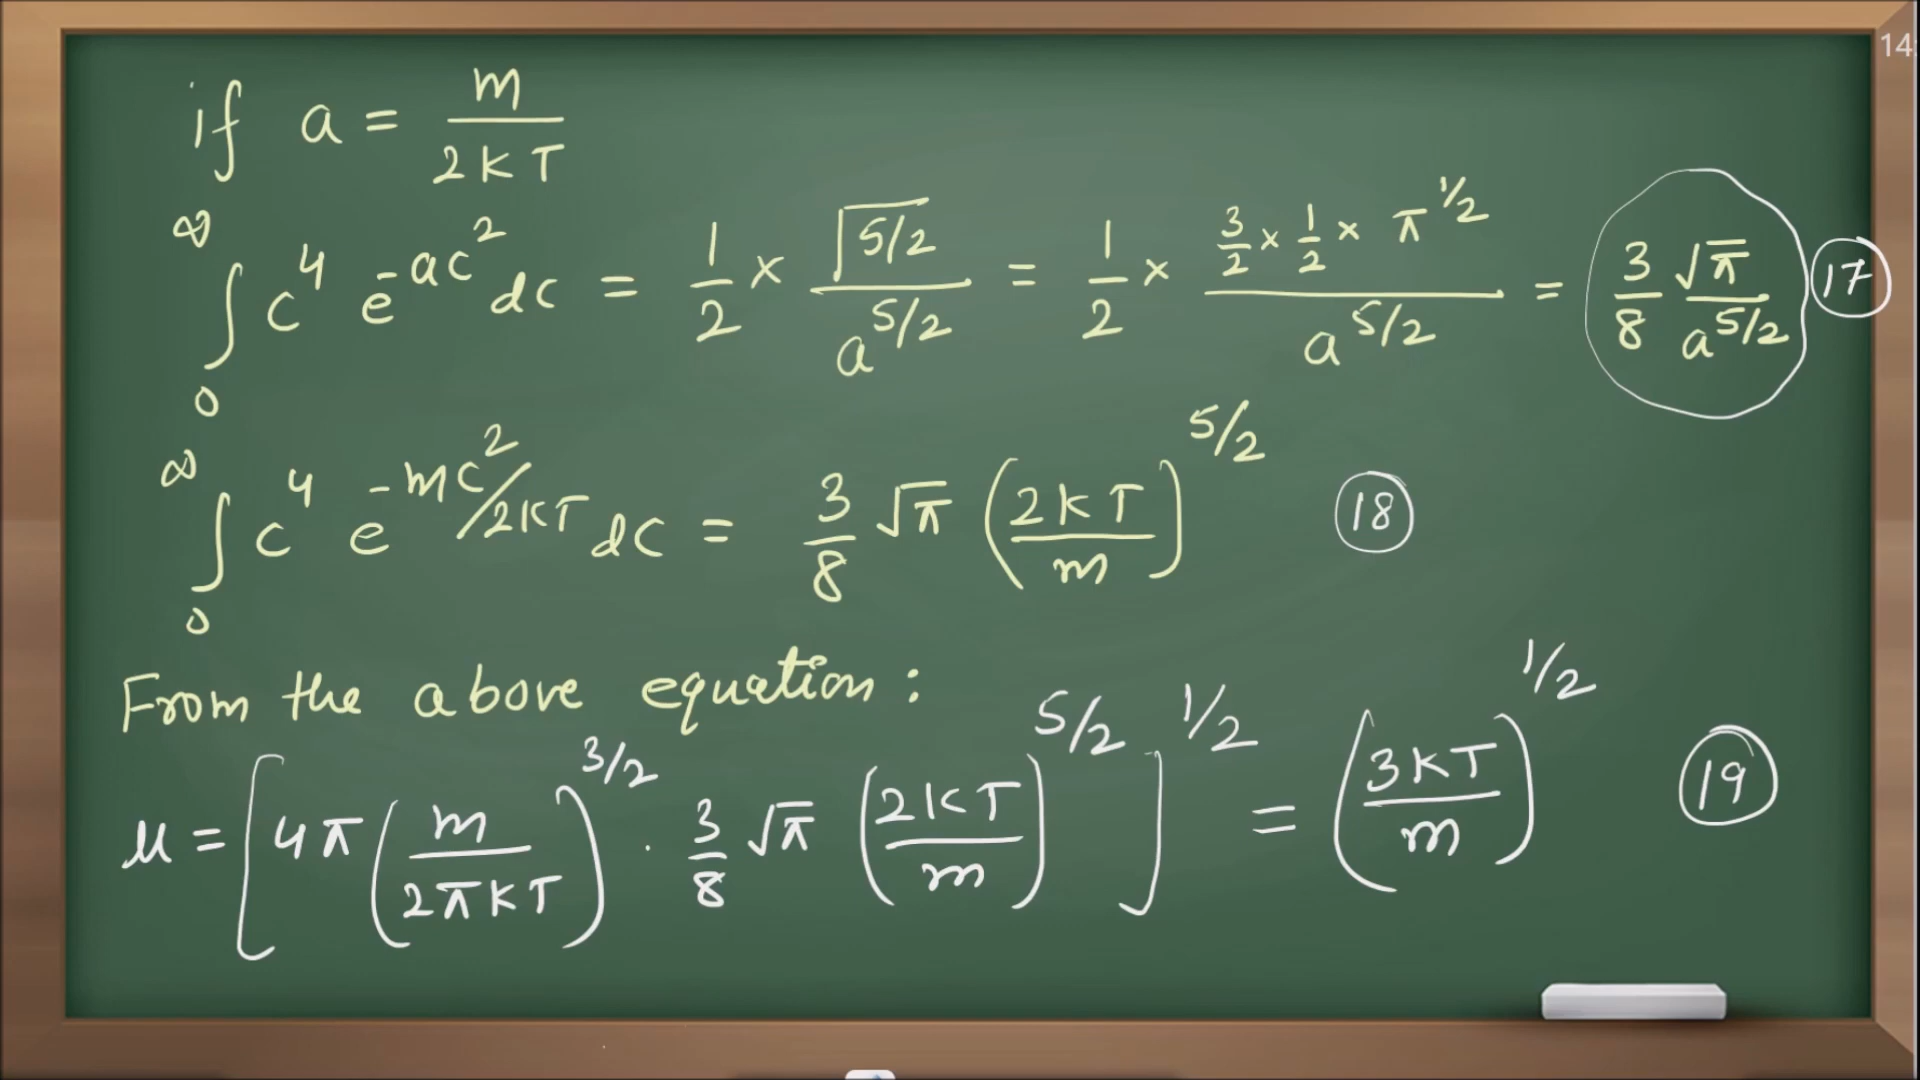 14
if a = m/2KT
∫₀^∞ c⁴ e^(-ac²) dc = 1/2 × √5/2 / a^(5/2) = 1/2 × (3/2 × 1/2 × π^(1/2)) / a^(5/2) = 3/8 √π / a^(5/2) (17)
∫₀^∞ c⁴ e^(-mc²/2KT) dc = 3/8 √π (2KT/m)^(5/2) (18)
From the above equation :
u = [4π (m/2πKT)^(3/2) · 3/8 √π (2KT/m)^(5/2)]^(1/2) = (3KT/m)^(1/2) (19)